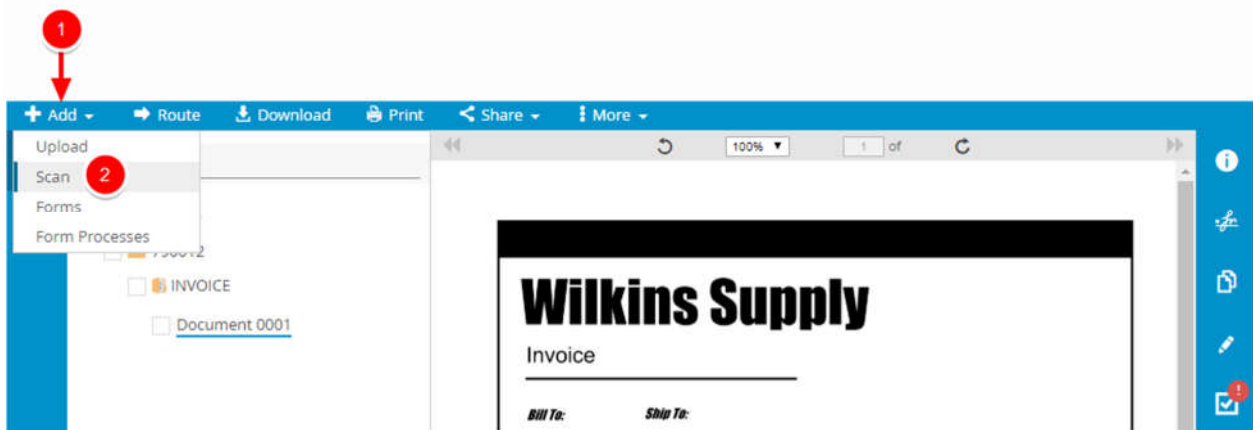 1
+ Add Route Download Print Share More
Upload
100% 1 of
Scan 2
Forms
Form Processes
INVOICE
Document 0001
Wilkins Supply
Invoice
Bill To: Ship To: